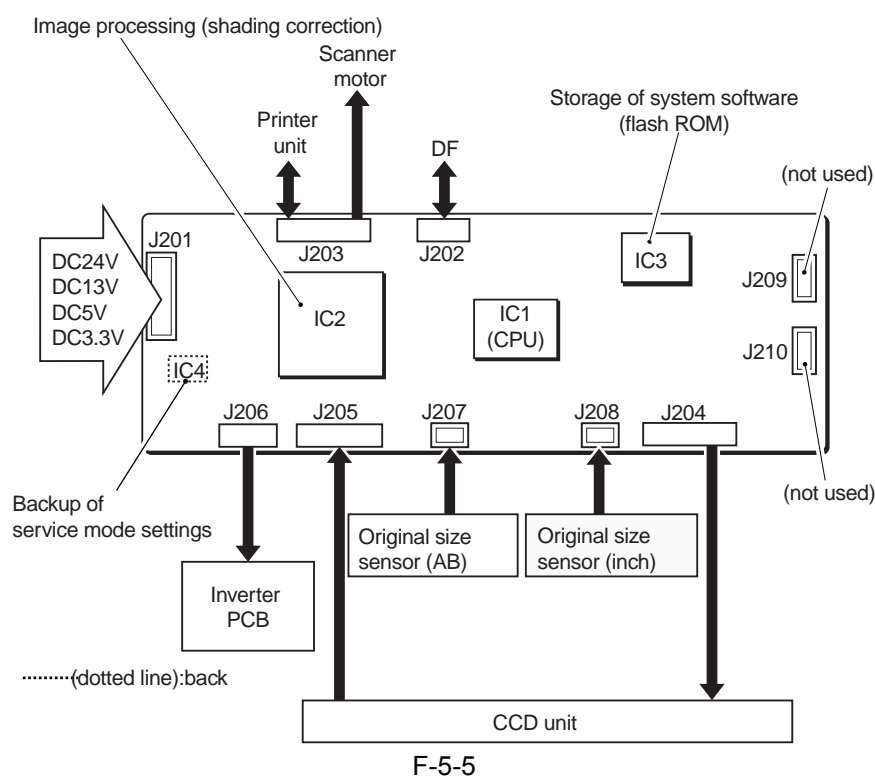 Image processing (shading correction)
Scanner
motor
Storage of system software
(flash ROM)
Printer
unit
DF
(not used)
J201
J203
J202
IC3
DC24V
DC13V
DC5V
DC3.3V
J209
IC2
IC1
(CPU)
J210
IC4
J206
J205
J207
J208
J204
Backup of
service mode settings
(not used)
Original size
sensor (AB)
Original size
sensor (inch)
Inverter
PCB
(dotted line):back
CCD unit
F-5-5